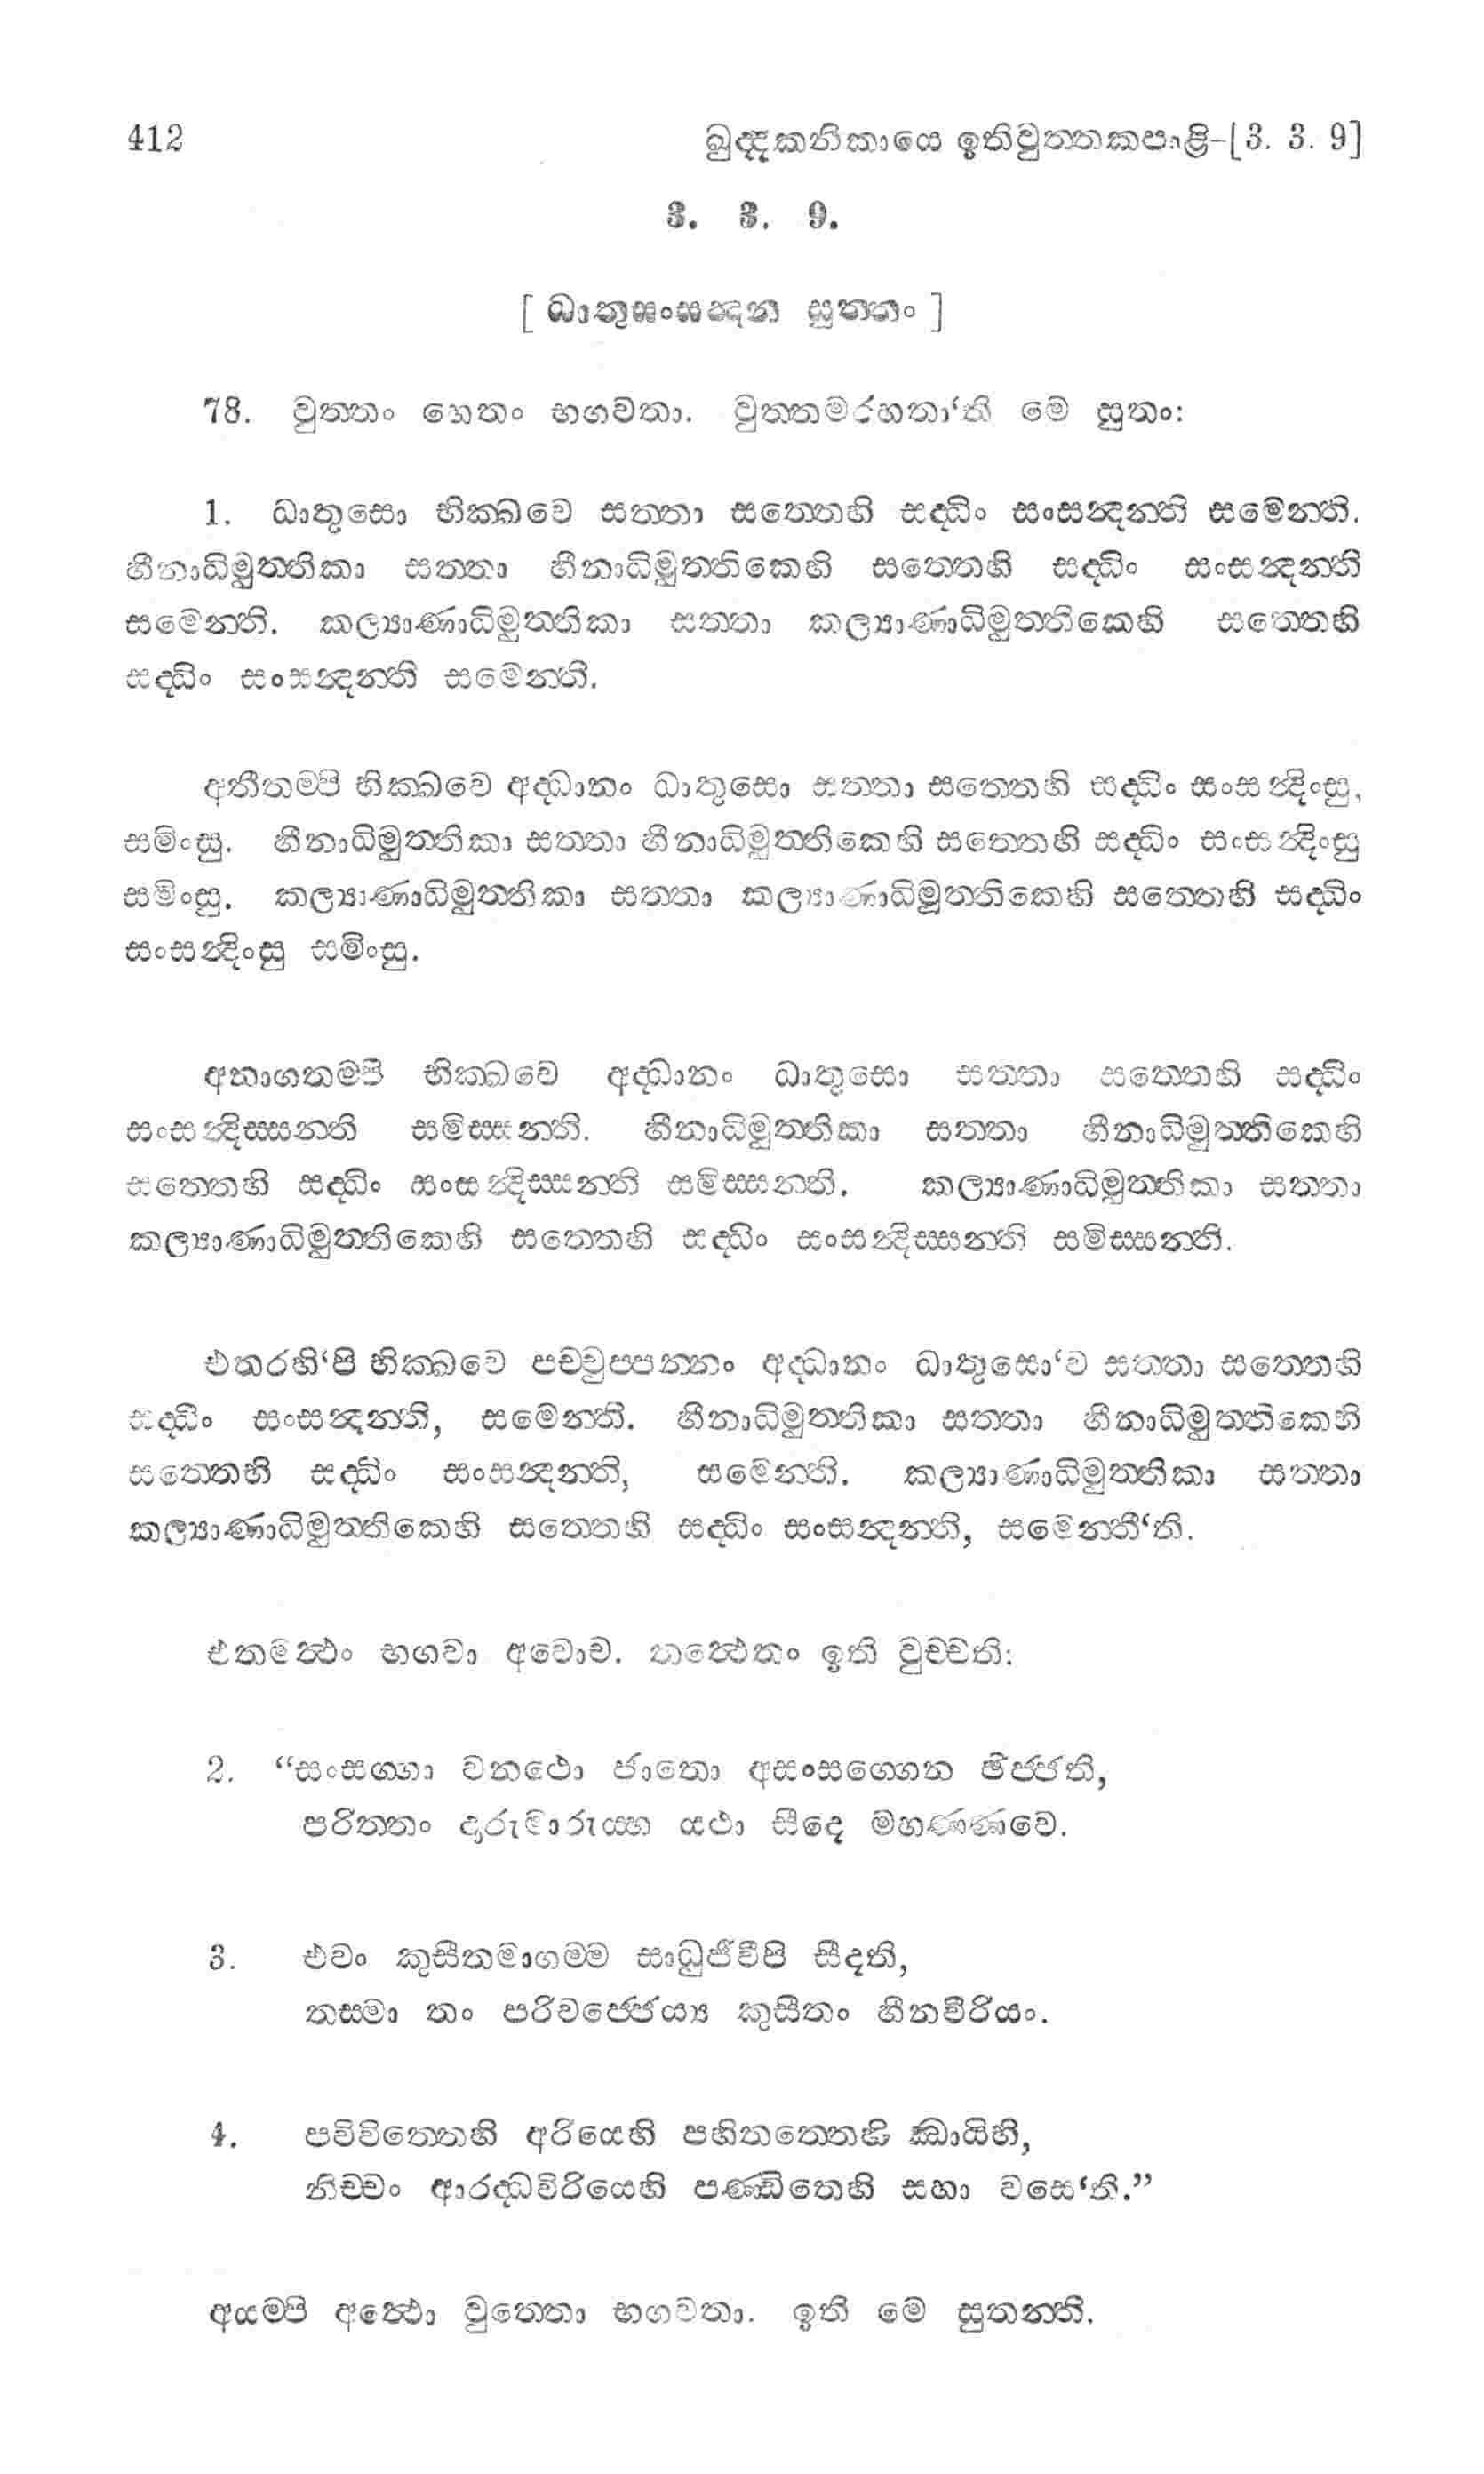 412 ඛුද්දකනිකායෙ ඉතිවුත්තකපාළි-[3. 3. 9]
3. 3. 9.
[ ධාතුසංසන්දන සුත්තං ]
78. වුත්තං හෙතං භගවතා. වුත්තමරහතා‘ති මෙ සුතං:
1. ධාතුසො භික්ඛවෙ සත්තා සත්තෙහි සද්ධිං සංසන්දන්ති සමෙන්ති.
හීනාධිමුත්තිකා සත්තා හීනාධිමුත්තිකෙහි සත්තෙහි සද්ධිං සංසන්දන්ති
සමෙන්ති. කල්‍යාණාධිමුත්තිකා සත්තා කල්‍යාණාධිමුත්තිකෙහි සත්තෙහි
සද්ධිං සංසන්දන්ති සමෙන්ති.
අතීතම්පි භික්ඛවෙ අද්ධානං ධාතුසො සත්තා සත්තෙහි සද්ධිං සංසන්දිංසු,
සමිංසු. හීනාධිමුත්තිකා සත්තා හීනාධිමුත්තිකෙහි සත්තෙහි සද්ධිං සංසන්දිංසු
සමිංසු. කල්‍යාණාධිමුත්තිකා සත්තා කල්‍යාණාධිමූත්තිකෙහි සත්තෙහි සද්ධිං
සංසන්දිංසු සමිංසු.
අනාගතම්පි භික්ඛවෙ අද්ධානං ධාතුසො සත්තා සත්තෙහි සද්ධිං
සංසන්දිස්සන්ති සමිස්සන්ති. හීනාධිමුත්තිකා සත්තා හීනාධිමුත්තිකෙහි
සත්තෙහි සද්ධිං සංසන්දිස්සන්ති සමිස්සන්ති. කල්‍යාණාධිමුත්තිකා සත්තා
කල්‍යාණාධිමුත්තිකෙහි සත්තෙහි සද්ධිං සංසන්දිස්සන්ති සමිස්සන්ති.
එතරහි‘පි භික්ඛවෙ පච්චුප්පන්නං අද්ධානං ධාතුසො‘ව සත්තා සත්තෙහි
සද්ධිං සංසන්දන්ති, සමෙන්ති. හීනාධිමුත්තිකා සත්තා හීනාධිමුත්තිකෙහි
සත්තෙහි සද්ධිං සංසන්දන්ති, සමෙන්ති. කල්‍යාණාධිමුත්තිකා සත්තා
කල්‍යාණාධිමුත්තිකෙහි සත්තෙහි සද්ධිං සංසන්දන්ති, සමෙන්තී‘ති.
එතමත්ථං භගවා අවොච. තත්ථෙතං ඉති වුච්චති:
2. “සංසග්ගා වනථො ජාතො අසංසග්ගෙන ඡිජ්ජති,
පරිත්තං දාරුමාරුය්හ යථා සීදෙ මහණ්ණවෙ.
3. එවං කුසීතමාගම්ම සාධුජීවීපි සීදති,
තස්මා තං පරිවජ්ජෙය්‍ය කුසීතං හීනවීරියං.
4. පවිවිත්තෙහි අරියෙහි පහිතත්තෙහි ඣායිහි,
නිච්චං ආරද්ධවිරියෙහි පණ්ඩිතෙහි සහා වසෙ‘ති.”
අයම්පි අත්ථො වුත්තො භගවතා. ඉති මෙ සුතන්ති.